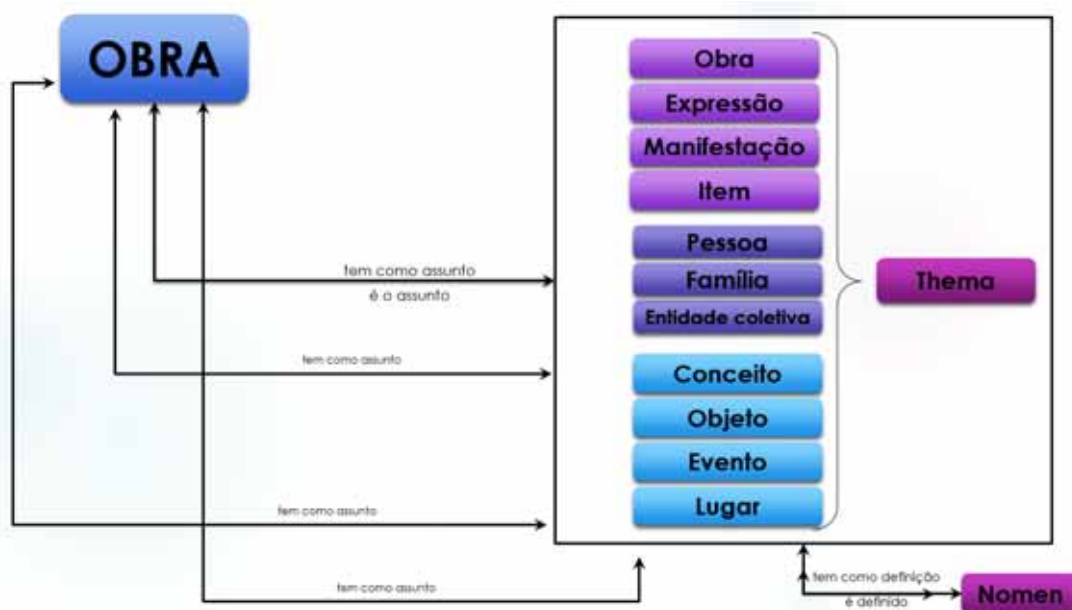 OBRA
Obra
Expressão
Manifestação
Item
Pessoa
Família
Entidade coletiva
Thema
tem como assunto
é o assunto
tem como assunto
Conceito
Objeto
Evento
Lugar
tem como assunto
tem como assunto
tem como definição
é definido
Nomen